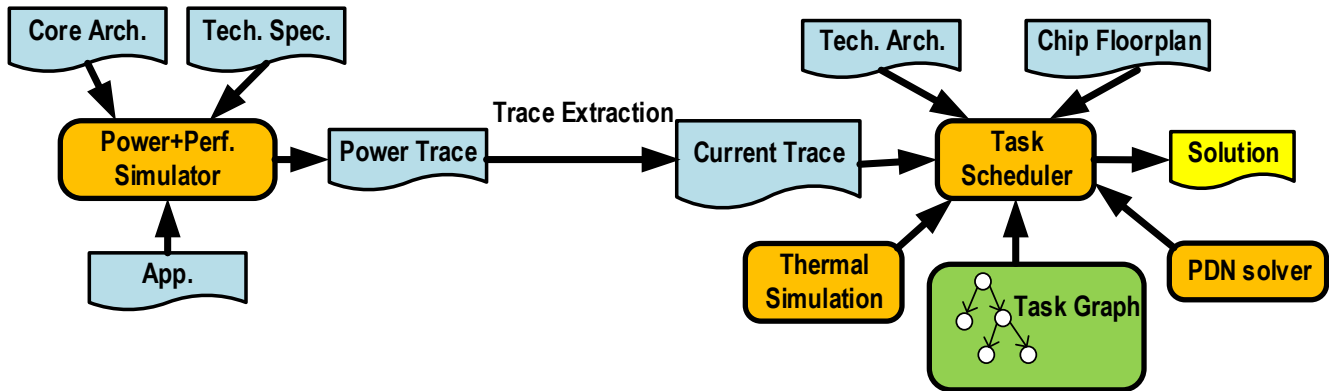 Core Arch.
Tech. Spec.
Power+Perf.
Simulator
App.
Power Trace
Trace Extraction
Current Trace
Tech. Arch.
Chip Floorplan
Task
Scheduler
Solution
Thermal
Simulation
Task Graph
PDN solver